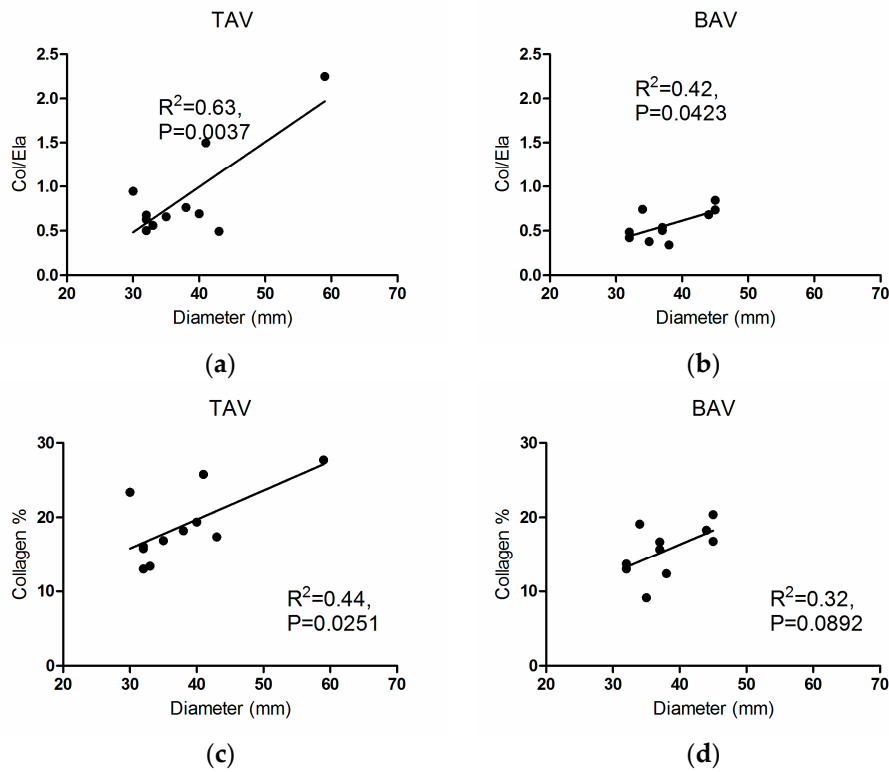 TAV
BAV
2.5
2.0
1.5
1.0
0.5
0.0
Col/Ela
R²=0.63,
P=0.0037
20 30 40 50 60 70
Diameter (mm)
(a)
2.5
2.0
1.5
1.0
0.5
0.0
Col/Ela
R²=0.42,
P=0.0423
20 30 40 50 60 70
Diameter (mm)
(b)
TAV
BAV
30
20
10
0
Collagen %
R²=0.44,
P=0.0251
20 30 40 50 60 70
Diameter (mm)
(c)
30
20
10
0
Collagen %
R²=0.32,
P=0.0892
20 30 40 50 60 70
Diameter (mm)
(d)